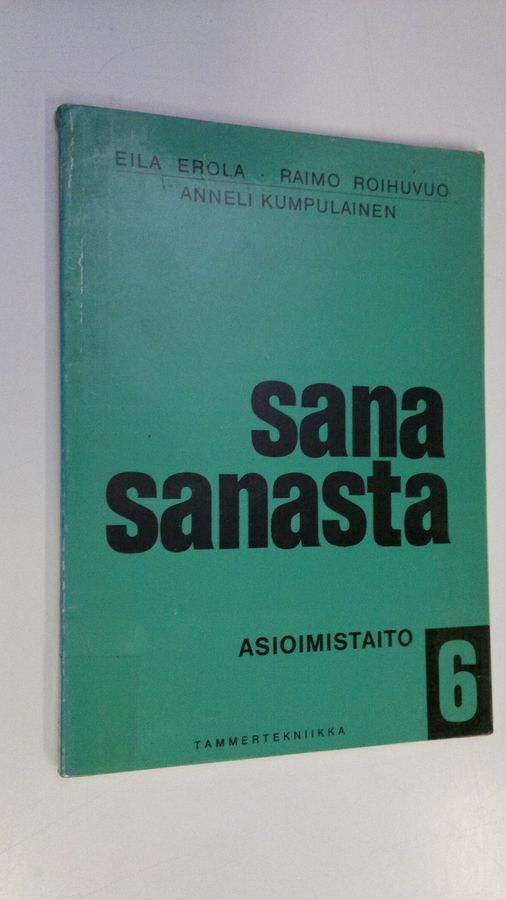 EILA EROLA · RAIMO ROIHUVUO
ANNELI KUMPULAINEN
sana
sanasta
ASIOIMISTAITO
6
TAMMERTEKNIIKKA